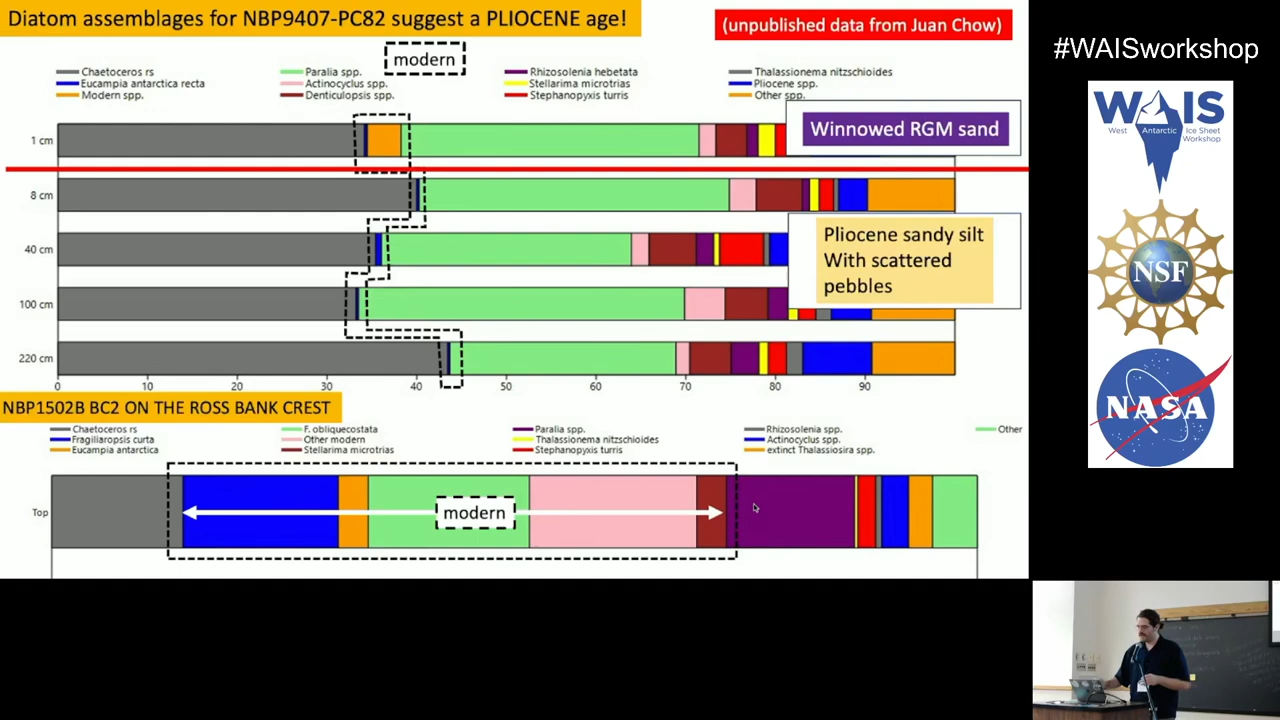 Diatom assemblages for NBP9407-PC82 suggest a PLIOCENE age!
(unpublished data from Juan Chow)
#WAISworkshop
modern
Chaetoceros rs
Paralia spp.
Rhizosolenia hebetata
Thalassionema nitzschioides
Eucampia antarctica recta
Actinocyclus spp.
Stellarima microtrias
Pliocene spp.
Modern spp.
Denticulopsis spp.
Stephanopyxis turris
Other spp.
WAIS
West Antarctic Ice Sheet
Workshop
1 cm
Winnowed RGM sand
8 cm
40 cm
Pliocene sandy silt
With scattered
pebbles
NSF
100 cm
220 cm
0 10 20 30 40 50 60 70 80 90
NASA
NBP1502B BC2 ON THE ROSS BANK CREST
Chaetoceros rs
F. obliquecostata
Paralia spp.
Rhizosolenia spp.
Other
Fragilariopsis curta
Other modern
Thalassionema nitzschioides
Actinocyclus spp.
Eucampia antarctica
Stellarima microtrias
Stephanopyxis turris
extinct Thalassiosira spp.
Top
modern